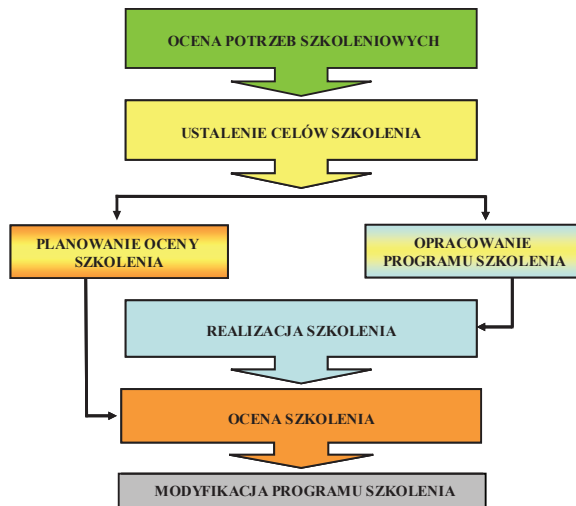 OCENA POTRZEB SZKOLENIOWYCH
USTALENIE CELÓW SZKOLENIA
PLANOWANIE OCENY
SZKOLENIA
OPRACOWANIE
PROGRAMU SZKOLENIA
REALIZACJA SZKOLENIA
OCENA SZKOLENIA
MODYFIKACJA PROGRAMU SZKOLENIA